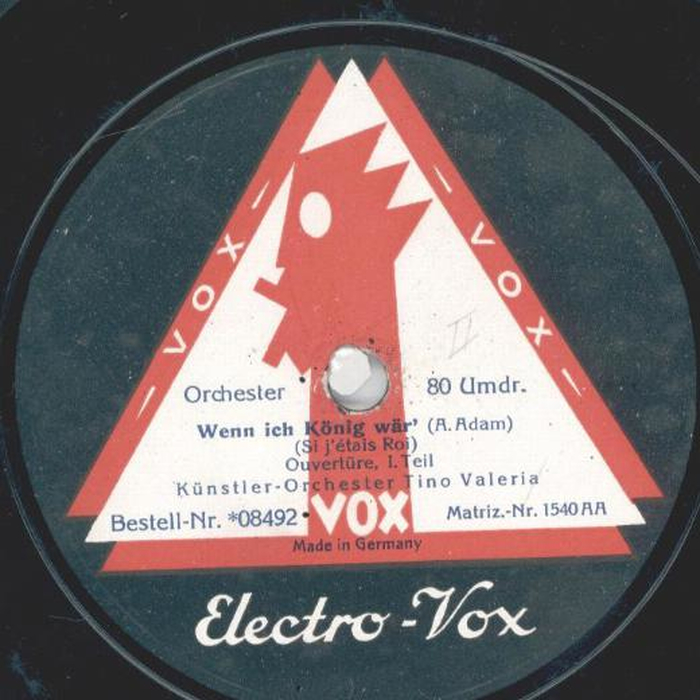 — VOX —
— VOX —
II
Orchester
80 Umdr.
Wenn ich König wär' (A. Adam)
(Si j'étais Roi)
Ouvertüre, I. Teil
Künstler-Orchester Tino Valeria
Bestell-Nr. *08492
VOX
Matriz.-Nr. 1540 AA
Made in Germany
Electro-Vox